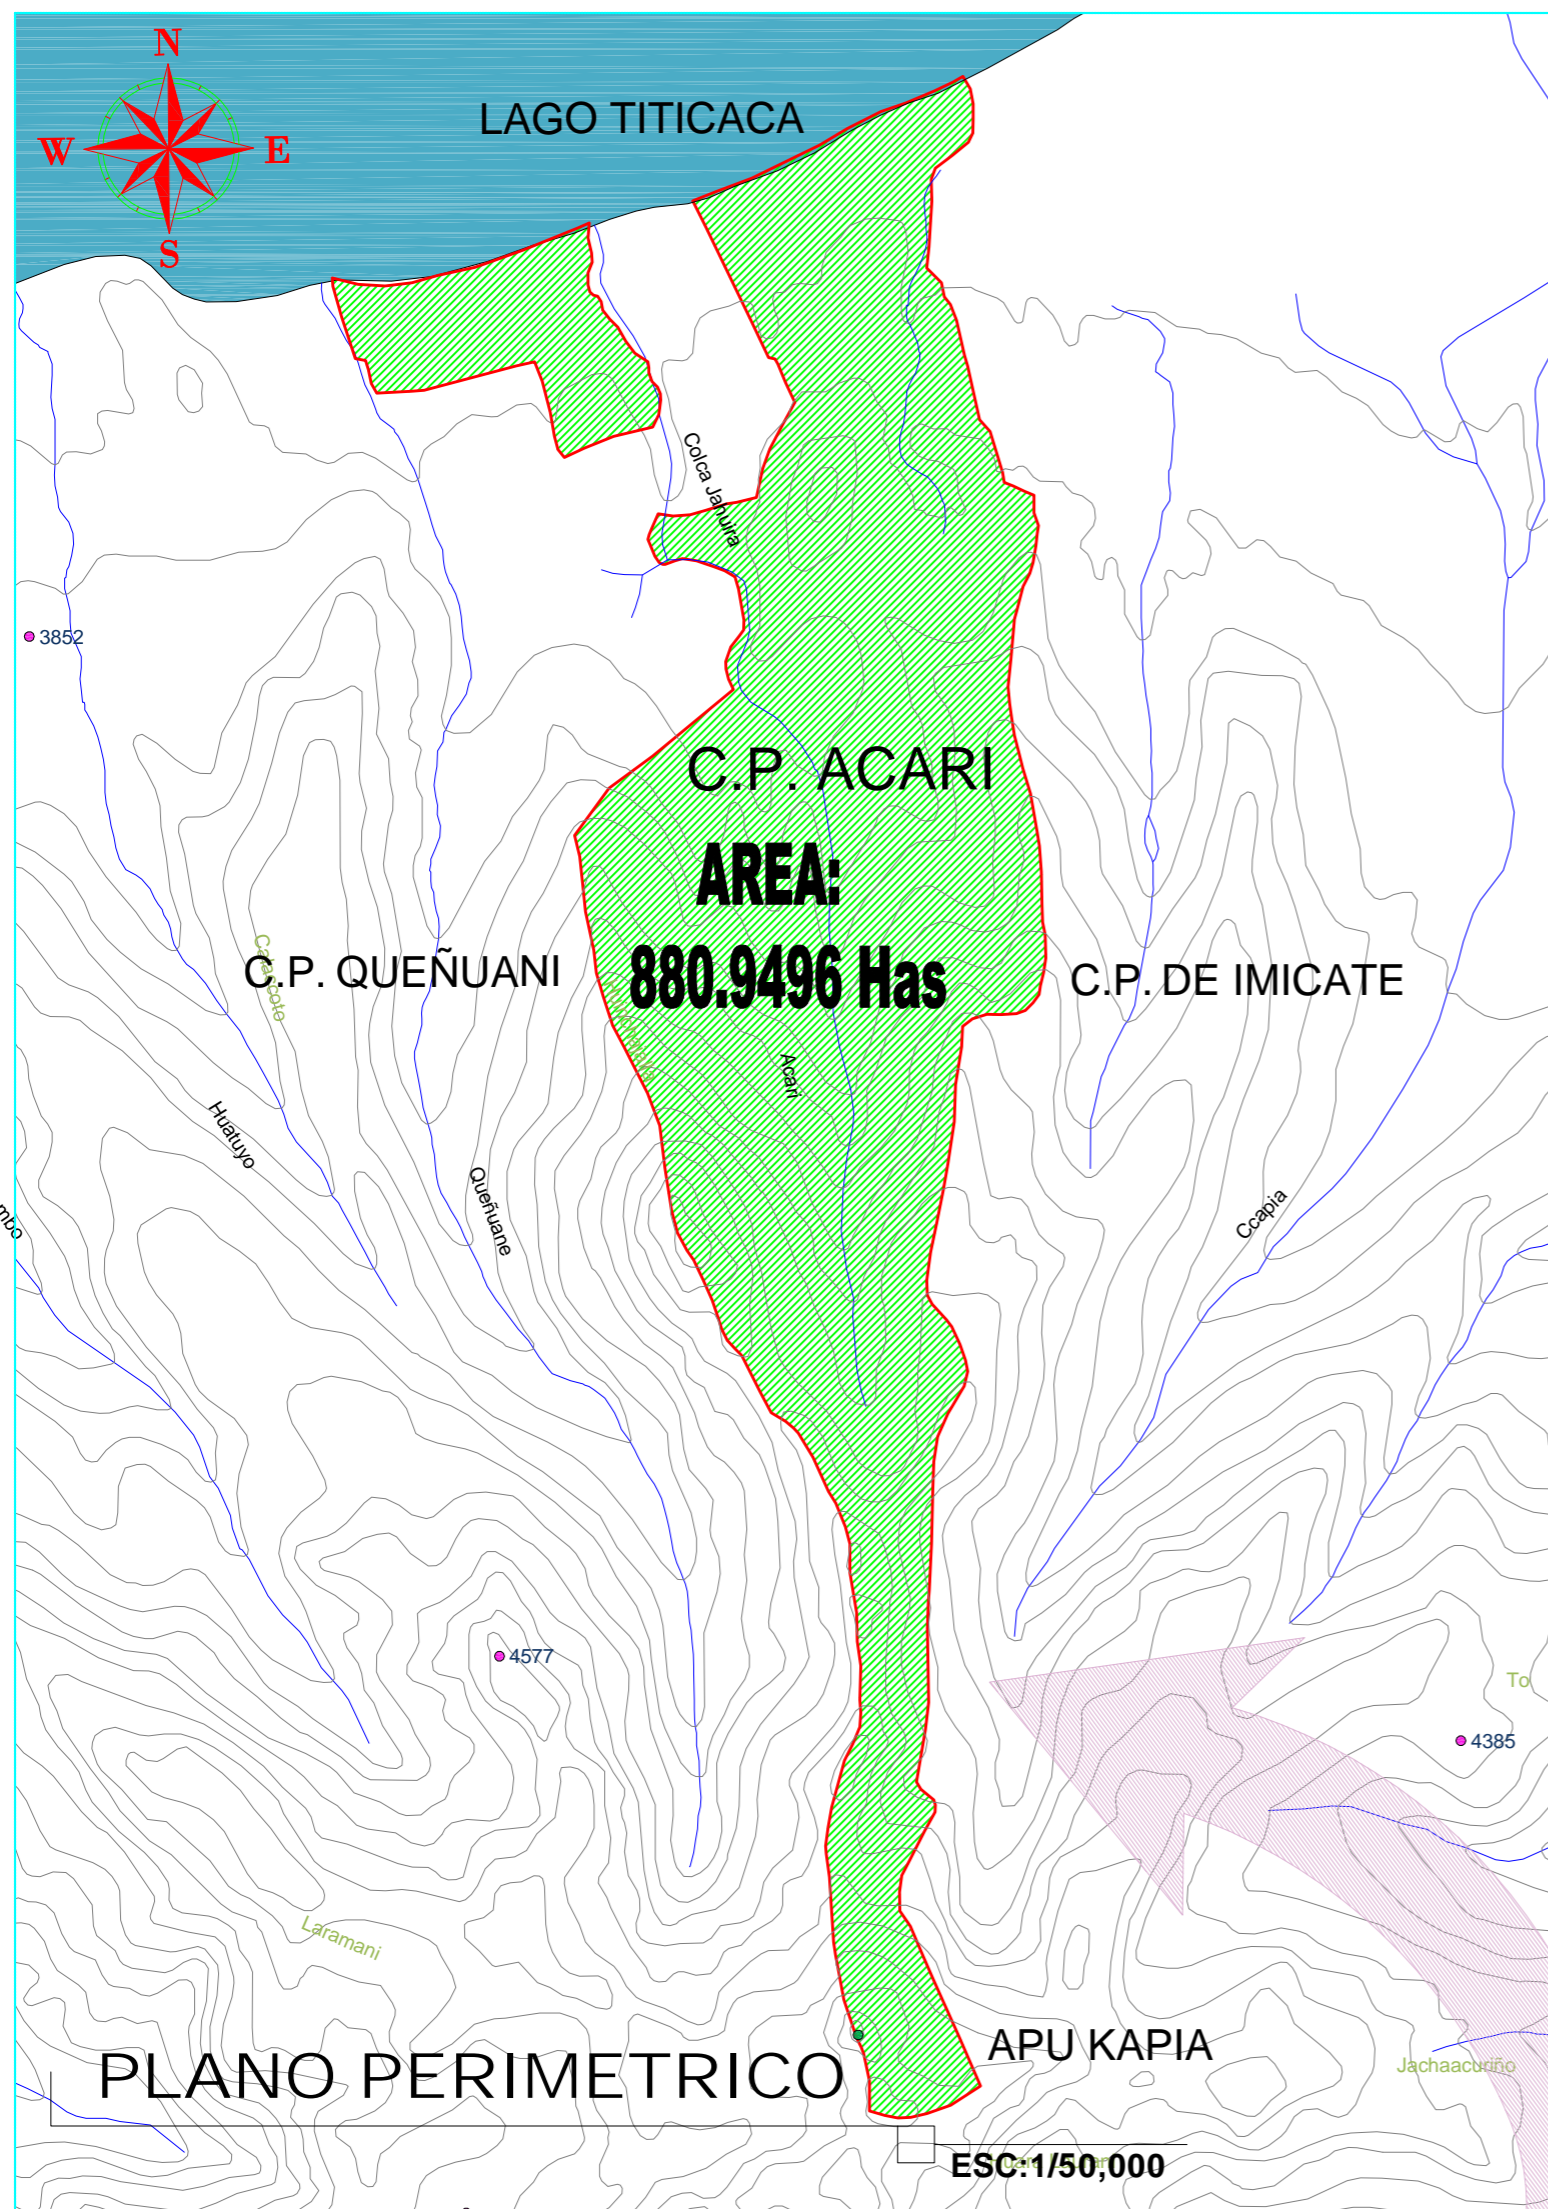 N
LAGO TITICACA
W
E
S
Colca Jahuira
3852
C.P. ACARI
AREA:
880.9496 Has
C.P. QUEÑUANI
C.P. DE IMICATE
Acari
Huatuyo
Queñuane
Ccapia
4577
To
4385
Laramani
APU KAPIA
PLANO PERIMETRICO
Jachaacuriño
ESC:1/50,000